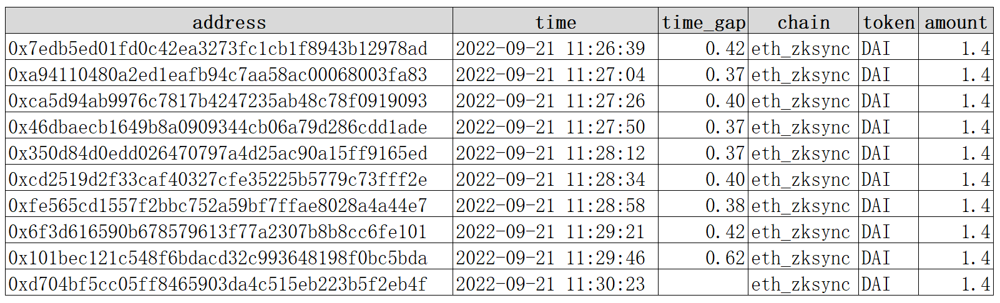 address time time_gap chain token amount
0x7edb5ed01fd0c42ea3273fc1cb1f8943b12978ad 2022-09-21 11:26:39 0.42 eth_zksync DAI 1.4
0xa94110480a2ed1eafb94c7aa58ac00068003fa83 2022-09-21 11:27:04 0.37 eth_zksync DAI 1.4
0xca5d94ab9976c7817b4247235ab48c78f0919093 2022-09-21 11:27:26 0.40 eth_zksync DAI 1.4
0x46dbaecb1649b8a0909344cb06a79d286cdd1ade 2022-09-21 11:27:50 0.37 eth_zksync DAI 1.4
0x350d84d0edd026470797a4d25ac90a15ff9165ed 2022-09-21 11:28:12 0.37 eth_zksync DAI 1.4
0xcd2519d2f33caf40327cfe35225b5779c73fff2e 2022-09-21 11:28:34 0.40 eth_zksync DAI 1.4
0xfe565cd1557f2bbc752a59bf7ffae8028a4a44e7 2022-09-21 11:28:58 0.38 eth_zksync DAI 1.4
0x6f3d616590b678579613f77a2307b8b8cc6fe101 2022-09-21 11:29:21 0.42 eth_zksync DAI 1.4
0x101bec121c548f6bdacd32c993648198f0bc5bda 2022-09-21 11:29:46 0.62 eth_zksync DAI 1.4
0xd704bf5cc05ff8465903da4c515eb223b5f2eb4f 2022-09-21 11:30:23 eth_zksync DAI 1.4